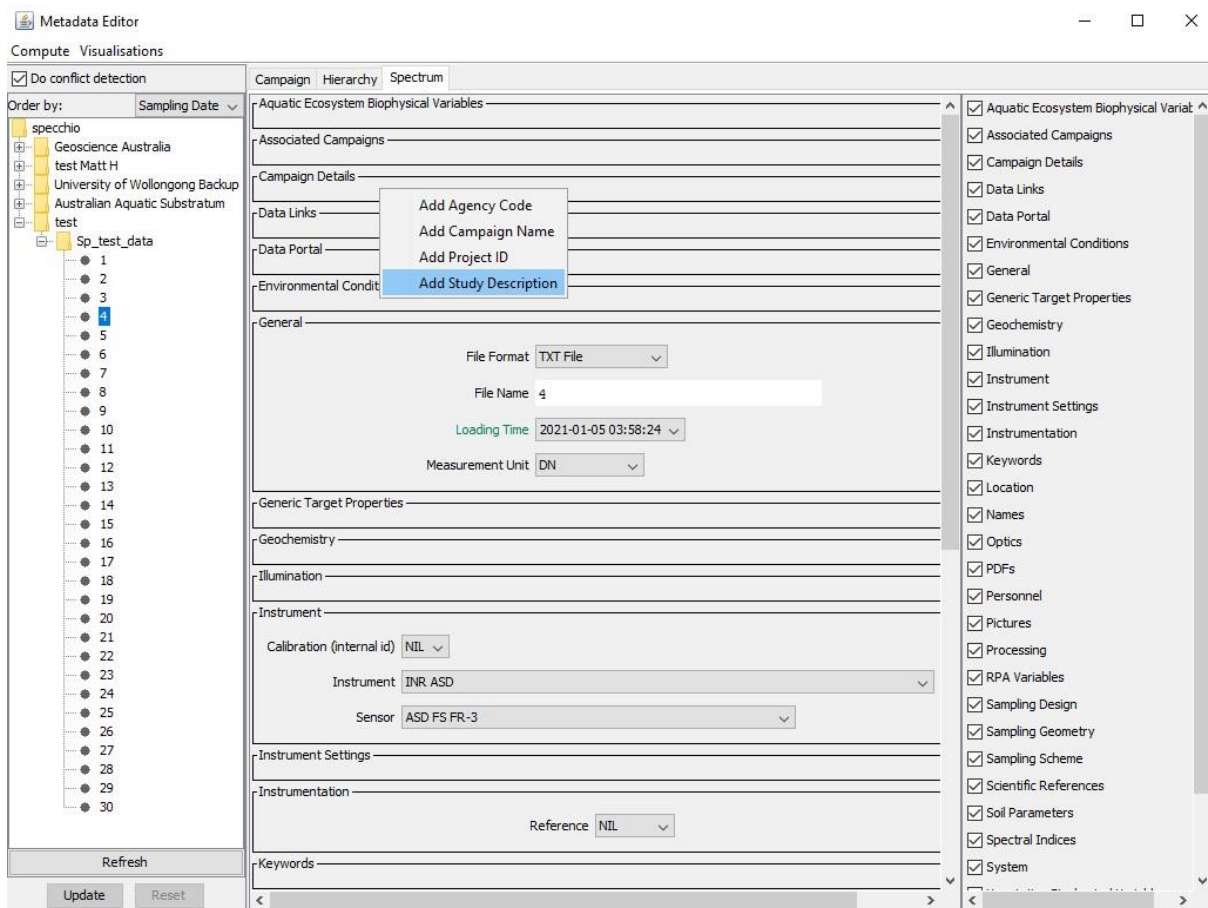 Metadata Editor
Compute Visualisations
Do conflict detection
Order by: Sampling Date
specchio
Geoscience Australia
test Matt H
University of Wollongong Backup
Australian Aquatic Substratum
test
Sp_test_data
1
2
3
4
5
6
7
8
9
10
11
12
13
14
15
16
17
18
19
20
21
22
23
24
25
26
27
28
29
30
Refresh
Update Reset
Campaign Hierarchy Spectrum
Aquatic Ecosystem Biophysical Variables
Associated Campaigns
Campaign Details
Data Links
Data Portal
Environmental Condit
Add Agency Code
Add Campaign Name
Add Project ID
Add Study Description
General
File Format TXT File
File Name 4
Loading Time 2021-01-05 03:58:24
Measurement Unit DN
Generic Target Properties
Geochemistry
Illumination
Instrument
Calibration (internal id) NIL
Instrument INR ASD
Sensor ASD FS FR-3
Instrument Settings
Instrumentation
Reference NIL
Keywords
Aquatic Ecosystem Biophysical Variat
Associated Campaigns
Campaign Details
Data Links
Data Portal
Environmental Conditions
General
Generic Target Properties
Geochemistry
Illumination
Instrument
Instrument Settings
Instrumentation
Keywords
Location
Names
Optics
PDFs
Personnel
Pictures
Processing
RPA Variables
Sampling Design
Sampling Geometry
Sampling Scheme
Scientific References
Soil Parameters
Spectral Indices
System